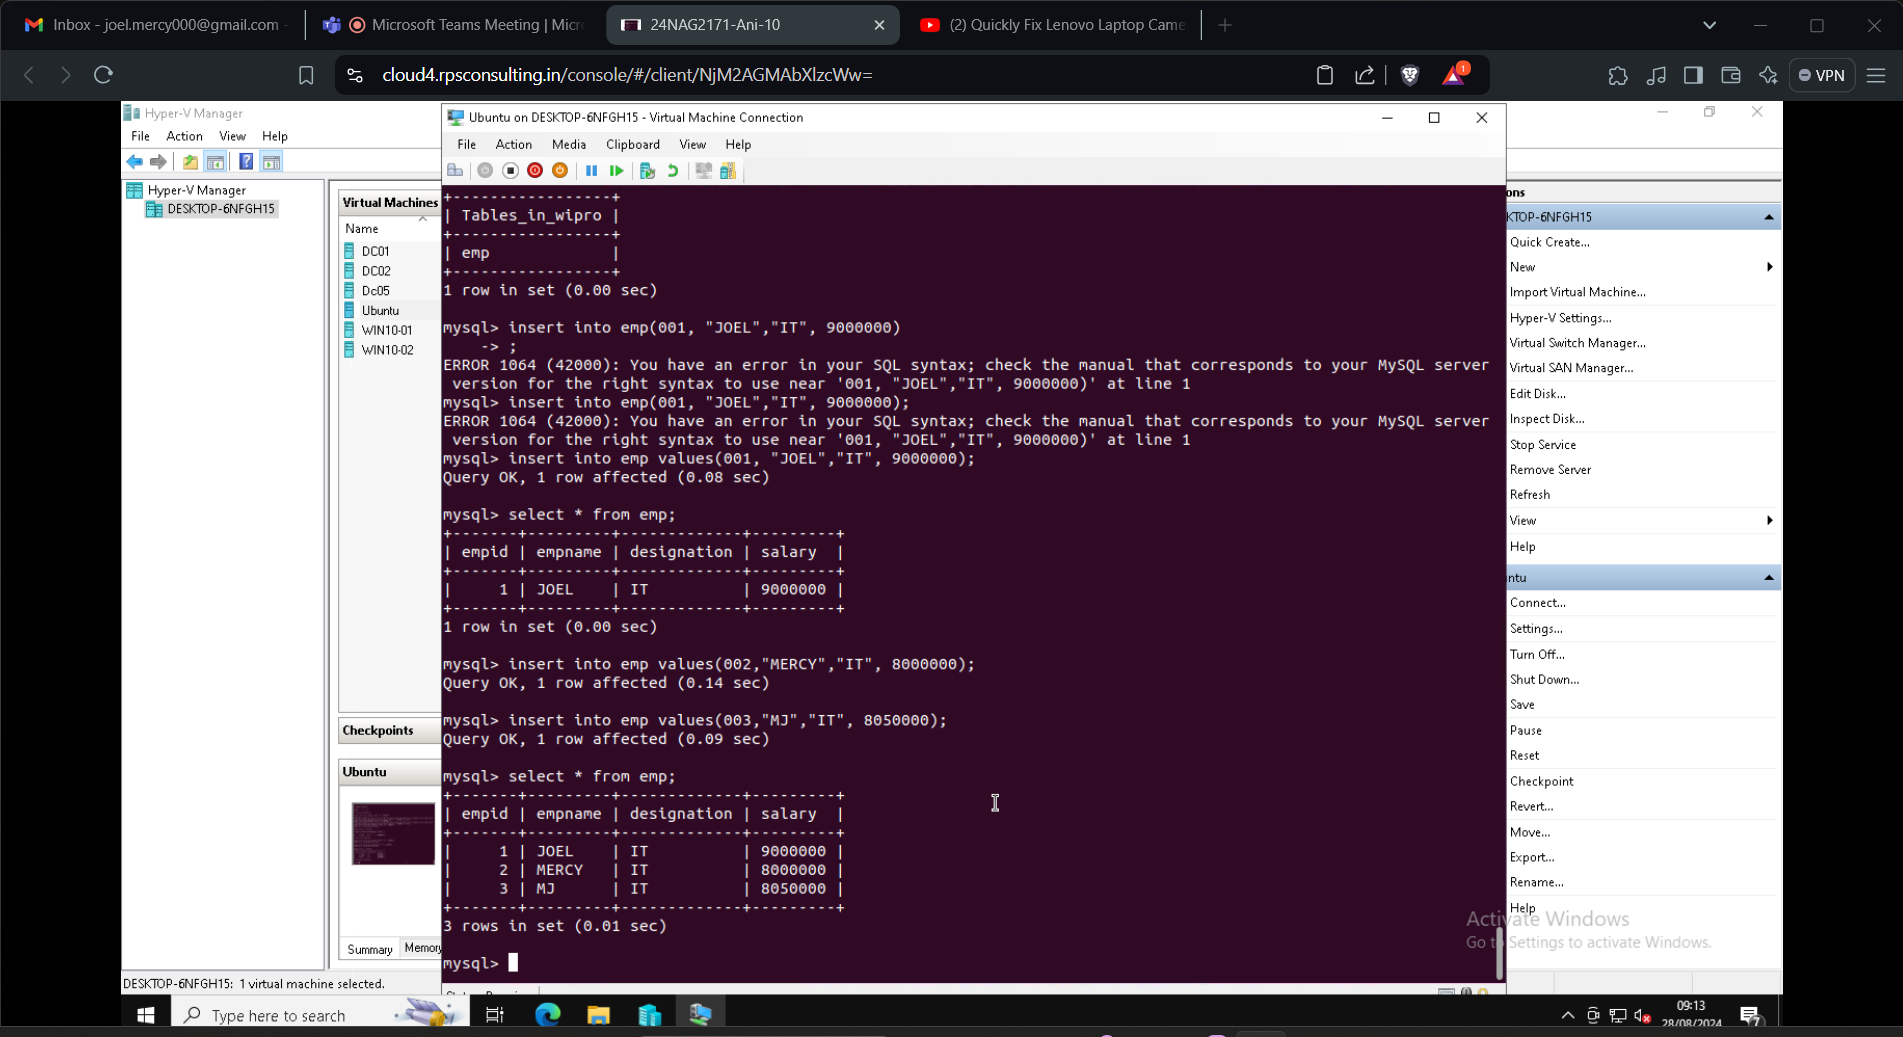 Inbox - joel.mercy000@gmail.com -
Microsoft Teams Meeting | Micr
24NAG2171-Ani-10
(2) Quickly Fix Lenovo Laptop Came
cloud4.rpsconsulting.in/console/#/client/NjM2AGMAbXlzcWw=
1
VPN
Hyper-V Manager
File Action View Help
Hyper-V Manager
DESKTOP-6NFGH15
Virtual Machines
Name
DC01
DC02
Dc05
Ubuntu
WIN10-01
WIN10-02
Checkpoints
Ubuntu
Summary Memory
DESKTOP-6NFGH15: 1 virtual machine selected.
Ubuntu on DESKTOP-6NFGH15 - Virtual Machine Connection
File Action Media Clipboard View Help
+-----------------+
| Tables_in_wipro |
+-----------------+
| emp             |
+-----------------+
1 row in set (0.00 sec)
mysql> insert into emp(001, "JOEL","IT", 9000000)
    -> ;
ERROR 1064 (42000): You have an error in your SQL syntax; check the manual that corresponds to your MySQL server
 version for the right syntax to use near '001, "JOEL","IT", 9000000)' at line 1
mysql> insert into emp(001, "JOEL","IT", 9000000);
ERROR 1064 (42000): You have an error in your SQL syntax; check the manual that corresponds to your MySQL server
 version for the right syntax to use near '001, "JOEL","IT", 9000000)' at line 1
mysql> insert into emp values(001, "JOEL","IT", 9000000);
Query OK, 1 row affected (0.08 sec)
mysql> select * from emp;
+-------+---------+-------------+---------+
| empid | empname | designation | salary  |
+-------+---------+-------------+---------+
|     1 | JOEL    | IT          | 9000000 |
+-------+---------+-------------+---------+
1 row in set (0.00 sec)
mysql> insert into emp values(002,"MERCY","IT", 8000000);
Query OK, 1 row affected (0.14 sec)
mysql> insert into emp values(003,"MJ","IT", 8050000);
Query OK, 1 row affected (0.09 sec)
mysql> select * from emp;
+-------+---------+-------------+---------+
| empid | empname | designation | salary  |
+-------+---------+-------------+---------+
|     1 | JOEL    | IT          | 9000000 |
|     2 | MERCY   | IT          | 8000000 |
|     3 | MJ      | IT          | 8050000 |
+-------+---------+-------------+---------+
3 rows in set (0.01 sec)
mysql>
ons
KTOP-6NFGH15
Quick Create...
New
Import Virtual Machine...
Hyper-V Settings...
Virtual Switch Manager...
Virtual SAN Manager...
Edit Disk...
Inspect Disk...
Stop Service
Remove Server
Refresh
View
Help
ntu
Connect...
Settings...
Turn Off...
Shut Down...
Save
Pause
Reset
Checkpoint
Revert...
Move...
Export...
Rename...
Help
Activate Windows
Go to Settings to activate Windows.
Type here to search
09:13
28/08/2024
7